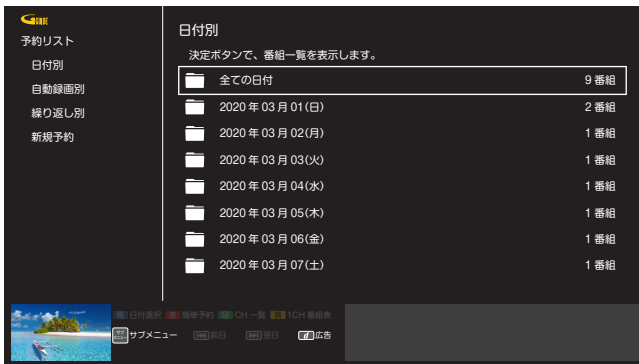 G-GUIDE
予約リスト
日付別
自動録画別
繰り返し別
新規予約
日付別
決定ボタンで、番組一覧を表示します。
全ての日付 9番組
2020年03月01(日) 2番組
2020年03月02(月) 1番組
2020年03月03(火) 1番組
2020年03月04(水) 1番組
2020年03月05(木) 1番組
2020年03月06(金) 1番組
2020年03月07(土) 1番組
青 日付選択 赤 簡単予約 緑 CH一覧 黄 1CH番組表
サブメニュー 前日 翌日 d 広告